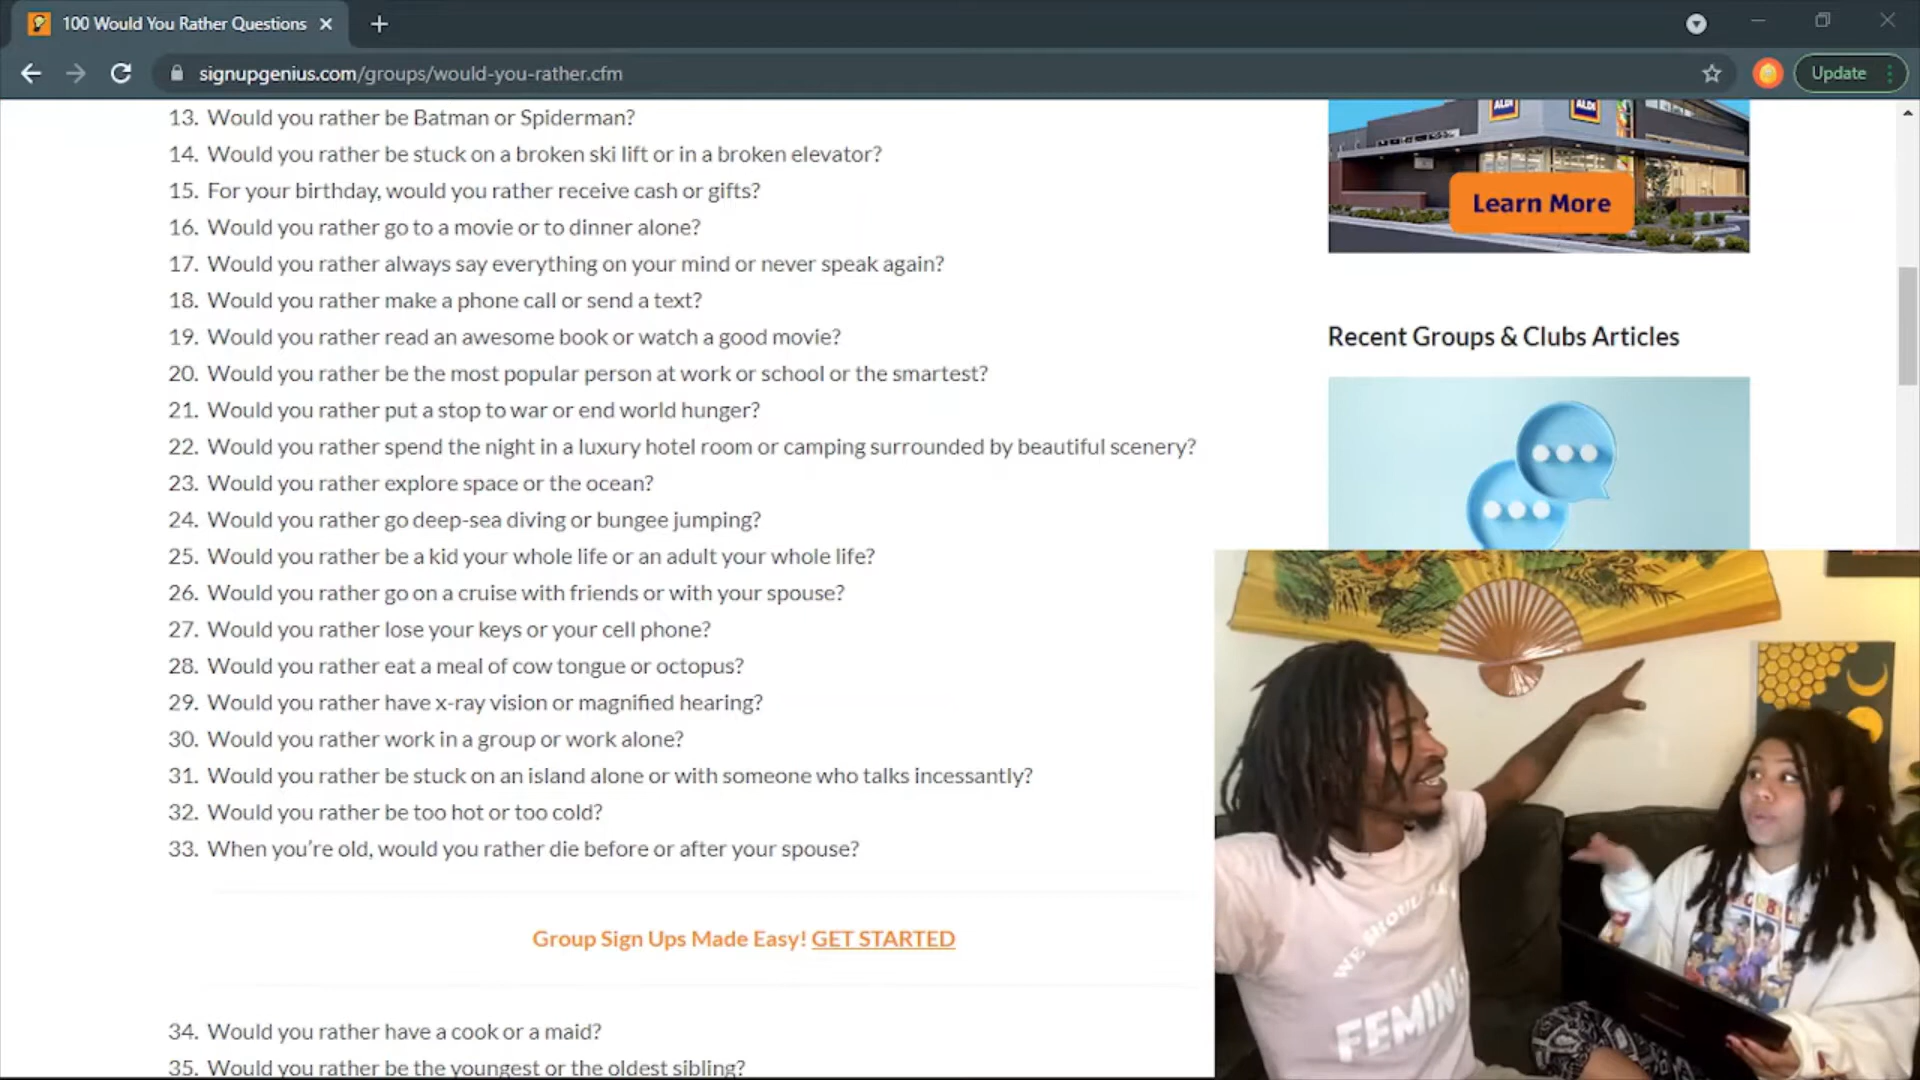 100 Would You Rather Questions
signupgenius.com/groups/would-you-rather.cfm
Update
13. Would you rather be Batman or Spiderman?
14. Would you rather be stuck on a broken ski lift or in a broken elevator?
15. For your birthday, would you rather receive cash or gifts?
16. Would you rather go to a movie or to dinner alone?
17. Would you rather always say everything on your mind or never speak again?
18. Would you rather make a phone call or send a text?
19. Would you rather read an awesome book or watch a good movie?
20. Would you rather be the most popular person at work or school or the smartest?
21. Would you rather put a stop to war or end world hunger?
22. Would you rather spend the night in a luxury hotel room or camping surrounded by beautiful scenery?
23. Would you rather explore space or the ocean?
24. Would you rather go deep-sea diving or bungee jumping?
25. Would you rather be a kid your whole life or an adult your whole life?
26. Would you rather go on a cruise with friends or with your spouse?
27. Would you rather lose your keys or your cell phone?
28. Would you rather eat a meal of cow tongue or octopus?
29. Would you rather have x-ray vision or magnified hearing?
30. Would you rather work in a group or work alone?
31. Would you rather be stuck on an island alone or with someone who talks incessantly?
32. Would you rather be too hot or too cold?
33. When you're old, would you rather die before or after your spouse?
Group Sign Ups Made Easy! GET STARTED
34. Would you rather have a cook or a maid?
35. Would you rather be the youngest or the oldest sibling?
ALDI
ALDI
Learn More
Recent Groups & Clubs Articles
WE SHOUL
FEMINI